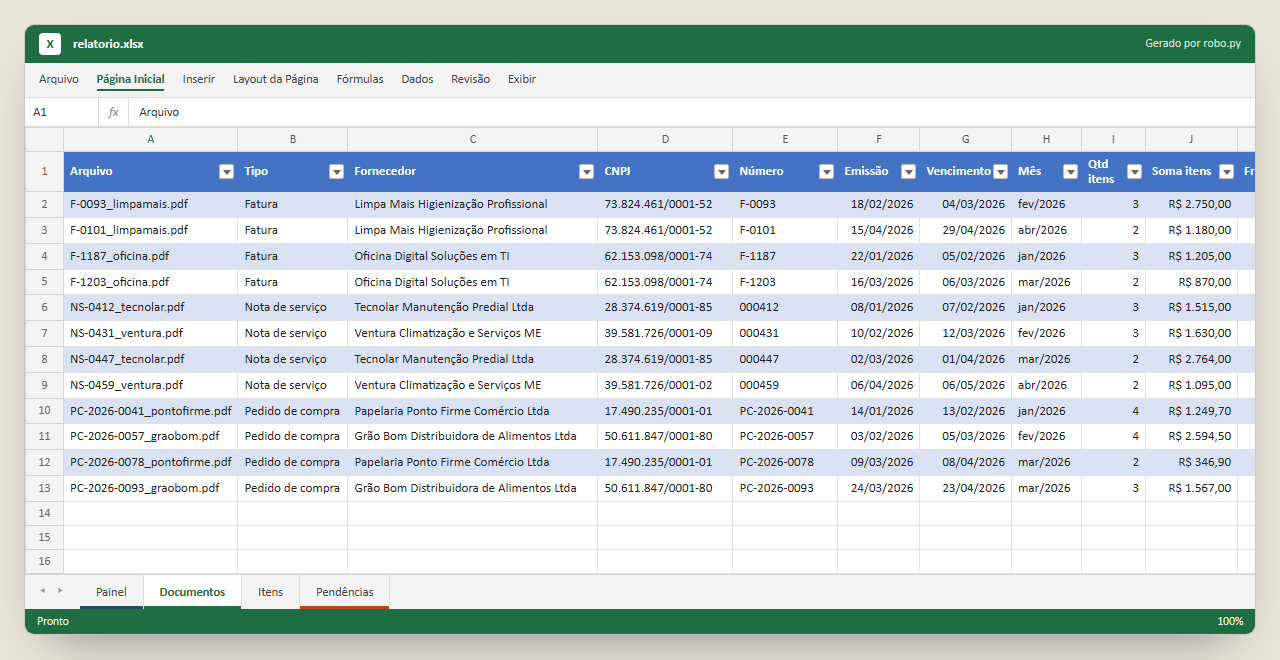 X relatorio.xlsx Gerado por robo.py
Arquivo Página Inicial Inserir Layout da Página Fórmulas Dados Revisão Exibir
A1 fx Arquivo
A B C D E F G H I J
1 Arquivo Tipo Fornecedor CNPJ Número Emissão Vencimento Mês Qtd itens Soma itens Fr
2 F-0093_limpamais.pdf Fatura Limpa Mais Higienização Profissional 73.824.461/0001-52 F-0093 18/02/2026 04/03/2026 fev/2026 3 R$ 2.750,00
3 F-0101_limpamais.pdf Fatura Limpa Mais Higienização Profissional 73.824.461/0001-52 F-0101 15/04/2026 29/04/2026 abr/2026 2 R$ 1.180,00
4 F-1187_oficina.pdf Fatura Oficina Digital Soluções em TI 62.153.098/0001-74 F-1187 22/01/2026 05/02/2026 jan/2026 3 R$ 1.205,00
5 F-1203_oficina.pdf Fatura Oficina Digital Soluções em TI 62.153.098/0001-74 F-1203 16/03/2026 06/03/2026 mar/2026 2 R$ 870,00
6 NS-0412_tecnolar.pdf Nota de serviço Tecnolar Manutenção Predial Ltda 28.374.619/0001-85 000412 08/01/2026 07/02/2026 jan/2026 3 R$ 1.515,00
7 NS-0431_ventura.pdf Nota de serviço Ventura Climatização e Serviços ME 39.581.726/0001-09 000431 10/02/2026 12/03/2026 fev/2026 3 R$ 1.630,00
8 NS-0447_tecnolar.pdf Nota de serviço Tecnolar Manutenção Predial Ltda 28.374.619/0001-85 000447 02/03/2026 01/04/2026 mar/2026 2 R$ 2.764,00
9 NS-0459_ventura.pdf Nota de serviço Ventura Climatização e Serviços ME 39.581.726/0001-02 000459 06/04/2026 06/05/2026 abr/2026 2 R$ 1.095,00
10 PC-2026-0041_pontofirme.pdf Pedido de compra Papelaria Ponto Firme Comércio Ltda 17.490.235/0001-01 PC-2026-0041 14/01/2026 13/02/2026 jan/2026 4 R$ 1.249,70
11 PC-2026-0057_graobom.pdf Pedido de compra Grão Bom Distribuidora de Alimentos Ltda 50.611.847/0001-80 PC-2026-0057 03/02/2026 05/03/2026 fev/2026 4 R$ 2.594,50
12 PC-2026-0078_pontofirme.pdf Pedido de compra Papelaria Ponto Firme Comércio Ltda 17.490.235/0001-01 PC-2026-0078 09/03/2026 08/04/2026 mar/2026 2 R$ 346,90
13 PC-2026-0093_graobom.pdf Pedido de compra Grão Bom Distribuidora de Alimentos Ltda 50.611.847/0001-80 PC-2026-0093 24/03/2026 23/04/2026 mar/2026 3 R$ 1.567,00
14
15
16
Painel Documentos Itens Pendências
Pronto 100%